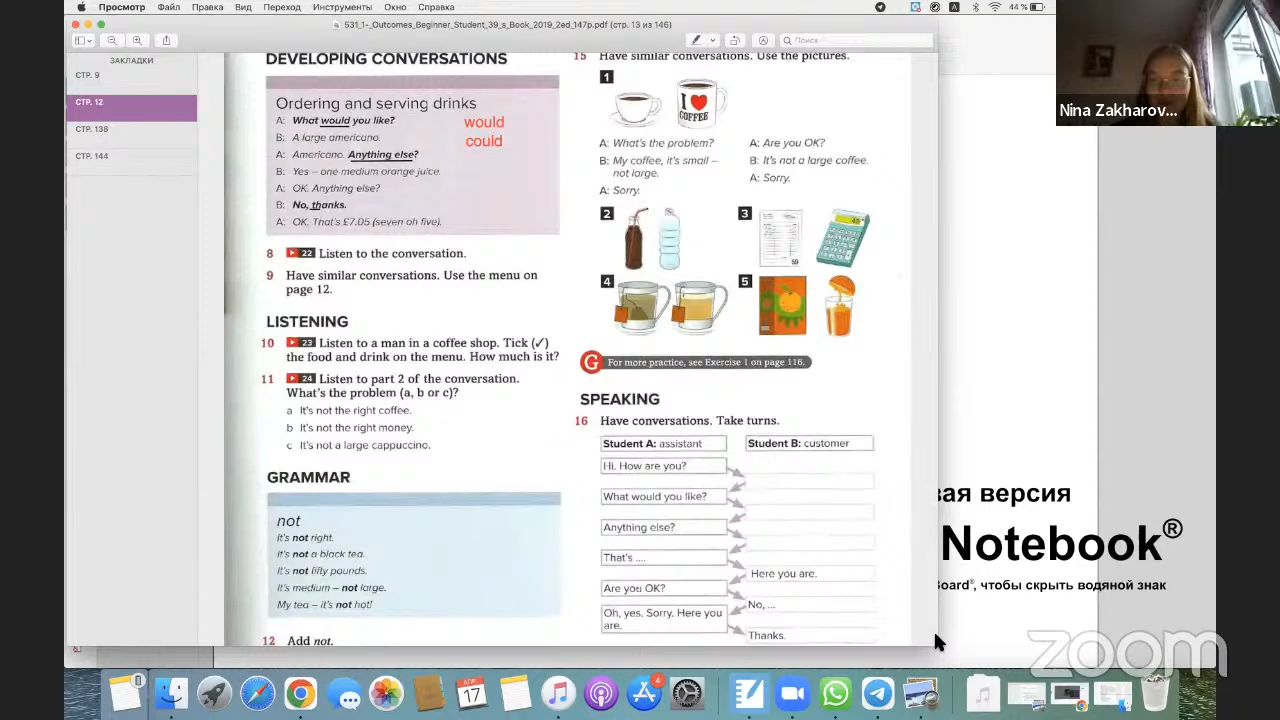 Просмотр Файл Правка Вид Переход Инструменты Окно Справка
44 %
531_1-_Outcomes_Beginner_Student_39_s_Book_2019_2ed_147p.pdf (стр. 13 из 146)
Поиск
ЗАКЛАДКИ
СТР. 9
СТР. 12
СТР. 138
СТР. 144
DEVELOPING CONVERSATIONS
Ordering and serving drinks
A: What would you like?
B: A large americano.
A: Americano. Anything else?
B: Yes – one medium orange juice.
A: OK. Anything else?
B: No, thanks.
A: OK. That's £7.05 (seven oh five).
would
could
8 22 Listen to the conversation.
9 Have similar conversations. Use the menu on
page 12.
LISTENING
10 23 Listen to a man in a coffee shop. Tick (✓)
the food and drink on the menu. How much is it?
11 24 Listen to part 2 of the conversation.
What's the problem (a, b or c)?
a It's not the right coffee.
b It's not the right money.
c It's not a large cappuccino.
GRAMMAR
not
It's not right.
It's not a black tea.
It's not fifty pounds.
It's medium – not large.
My tea – it's not hot!
12 Add not.
15 Have similar conversations. Use the pictures.
1
I ❤ COFFEE
A: What's the problem?
B: My coffee, it's small –
not large.
A: Sorry.
A: Are you OK?
B: It's not a large coffee.
A: Sorry.
2
3
4
5
G For more practice, see Exercise 1 on page 116.
SPEAKING
16 Have conversations. Take turns.
Student A: assistant
Student B: customer
Hi. How are you?
What would you like?
Anything else?
That's ....
Here you are.
Are you OK?
No, ...
Oh, yes. Sorry. Here you
are.
Thanks.
Nina Zakharov...
вая версия
Notebook®
Board®, чтобы скрыть водяной знак
zoom
APR
17
4